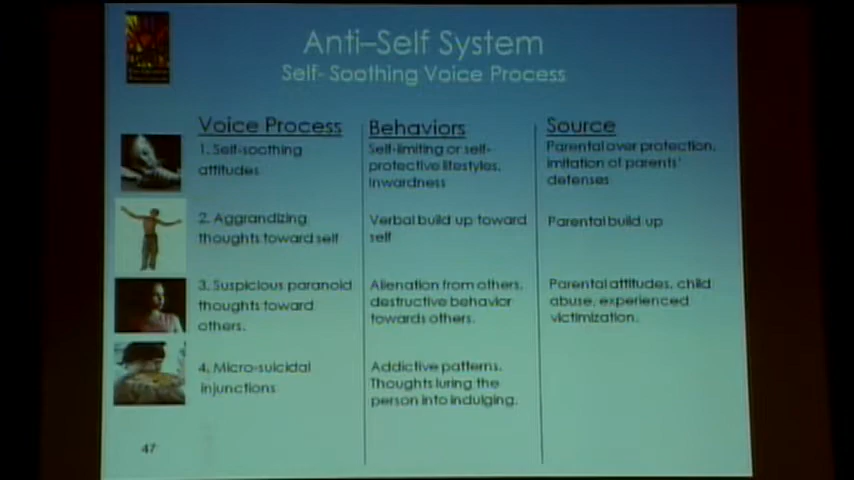 Anti–Self System
Self- Soothing Voice Process
Voice Process
Behaviors
Source
1. Self-soothing
attitudes
Self-limiting or self-
protective lifestyles.
Inwardness
Parental over protection,
imitation of parents'
defenses
2. Aggrandizing
thoughts toward self
Verbal build up toward
self
Parental build up
3. Suspicious paranoid
thoughts toward
others.
Alienation from others,
destructive behavior
towards others.
Parental attitudes, child
abuse, experienced
victimization.
4. Micro-suicidal
injunctions
Addictive patterns.
Thoughts luring the
person into indulging.
47